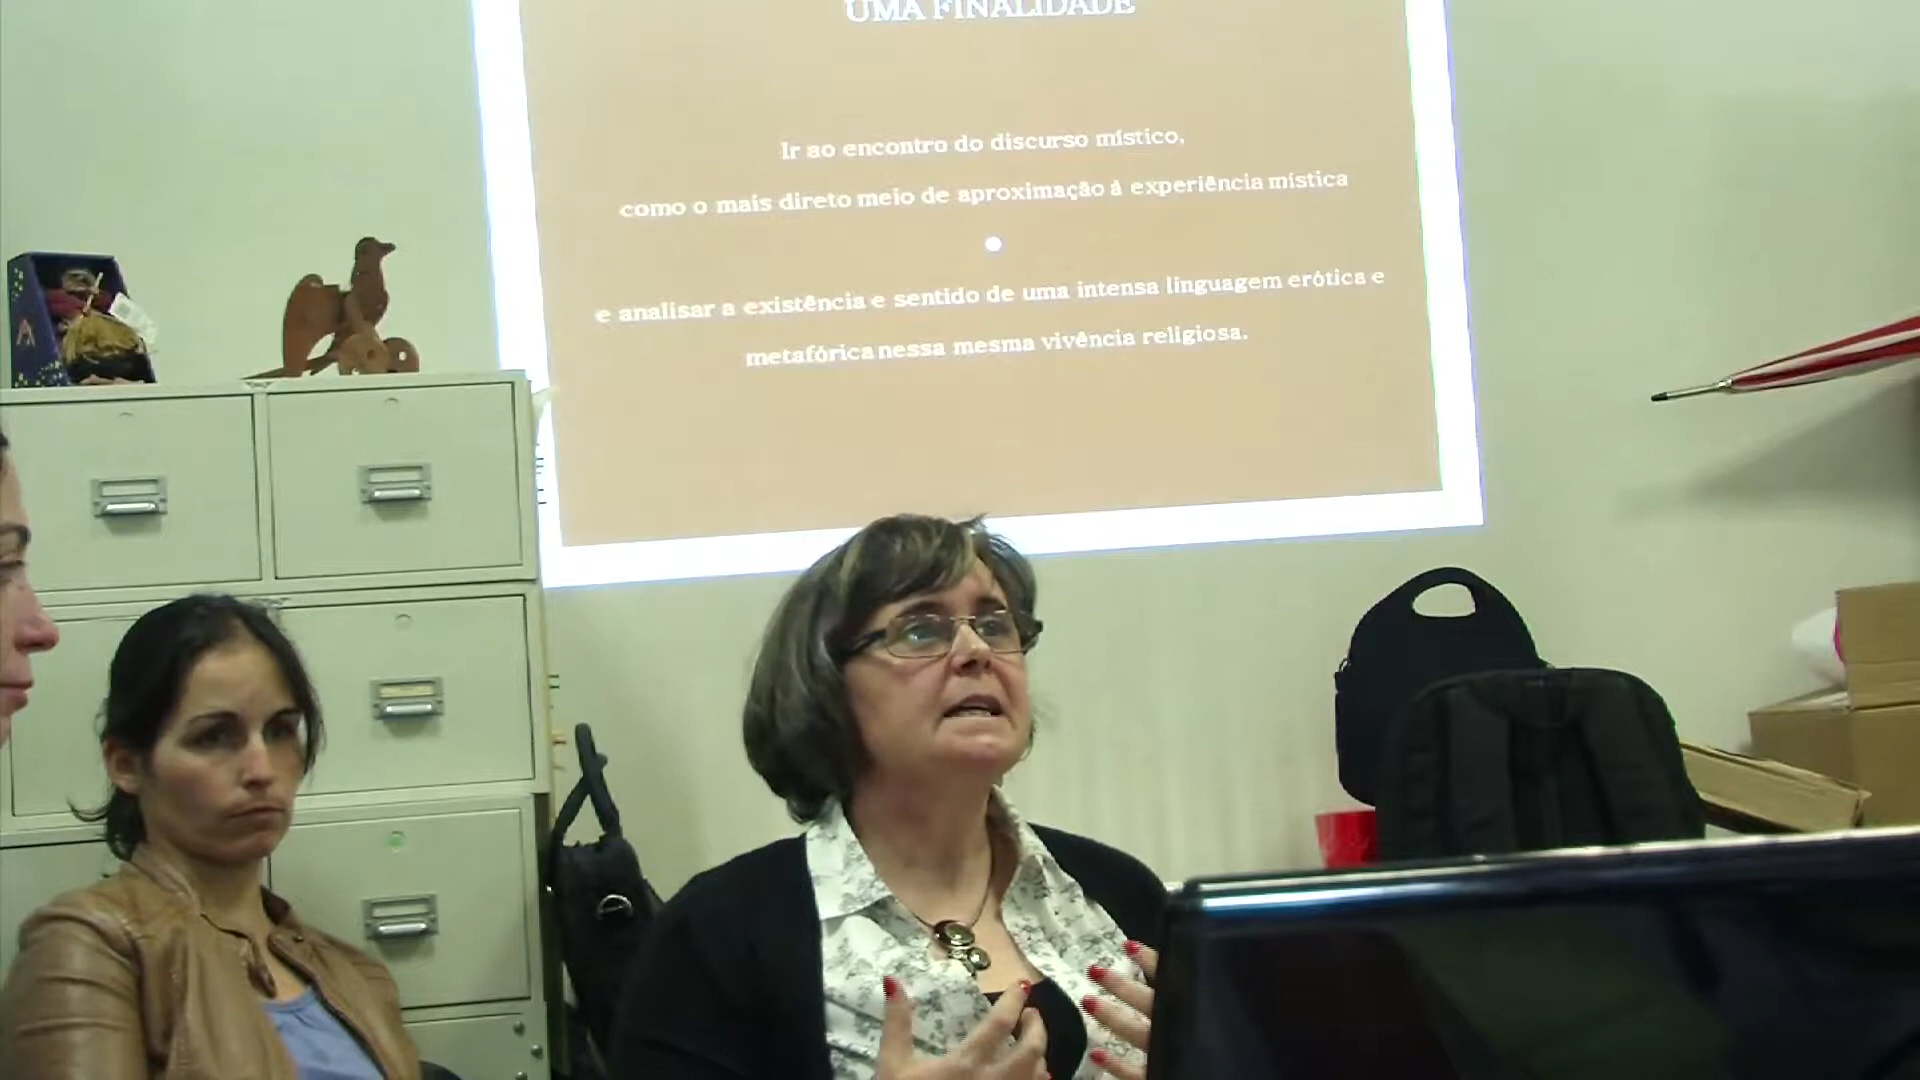 UMA FINALIDADE
Ir ao encontro do discurso místico,
como o mais direto meio de aproximação à experiência mística
e analisar a existência e sentido de uma intensa linguagem erótica e
metafórica nessa mesma vivência religiosa.